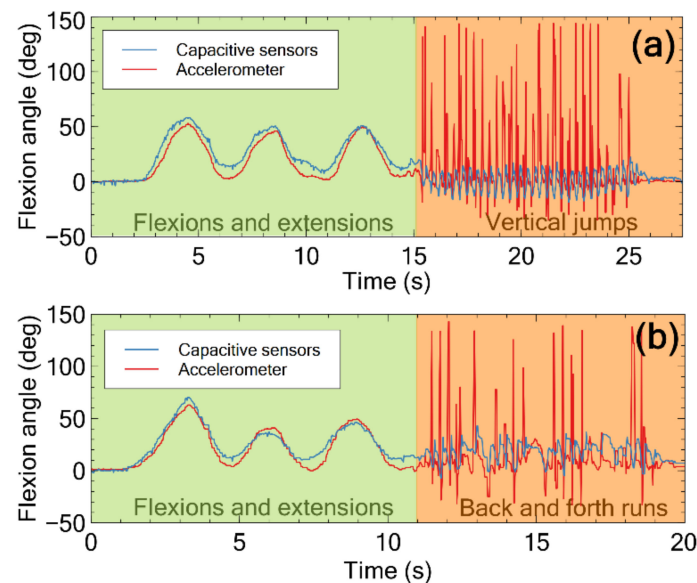 150
(a)
Capacitive sensors
Accelerometer
100
50
0
−50
Flexion angle (deg)
Flexions and extensions
Vertical jumps
0 5 10 15 20 25
Time (s)
150
(b)
Capacitive sensors
Accelerometer
100
50
0
−50
Flexion angle (deg)
Flexions and extensions
Back and forth runs
0 5 10 15 20
Time (s)